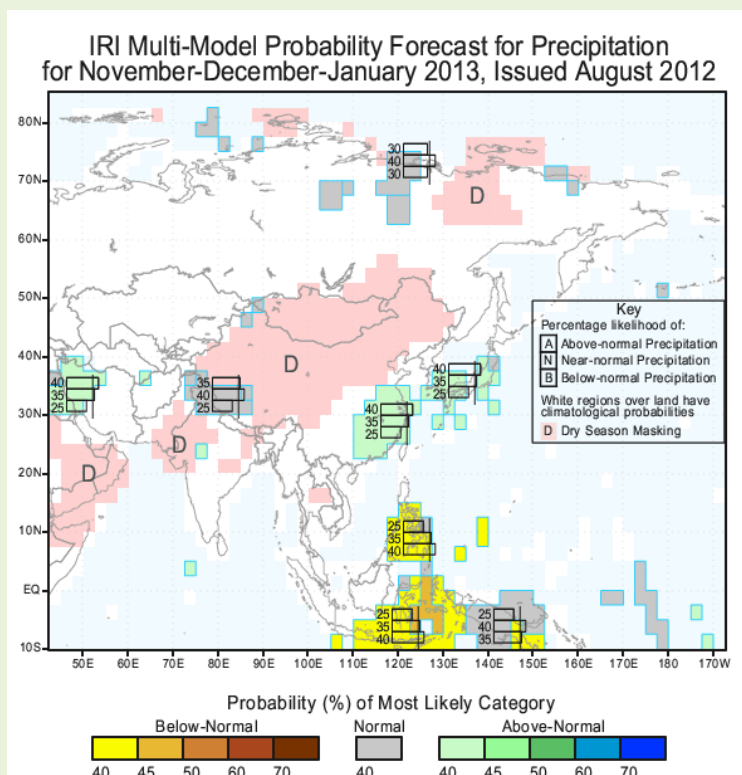 IRI Multi-Model Probability Forecast for Precipitation
for November-December-January 2013, Issued August 2012
80N
70N
60N
50N
40N
30N
20N
10N
EQ
10S
30
40
30
D
40
35
25
35
40
25
D
40
35
25
40
35
25
D
D
25
35
40
25
35
40
25
40
35
Key
Percentage likelihood of:
A Above-normal Precipitation
N Near-normal Precipitation
B Below-normal Precipitation
White regions over land have
climatological probabilities
D Dry Season Masking
50E 60E 70E 80E 90E 100E 110E 120E 130E 140E 150E 160E 170E 180 170W
Probability (%) of Most Likely Category
Below-Normal Normal Above-Normal
40 45 50 60 70 40 40 45 50 60 70